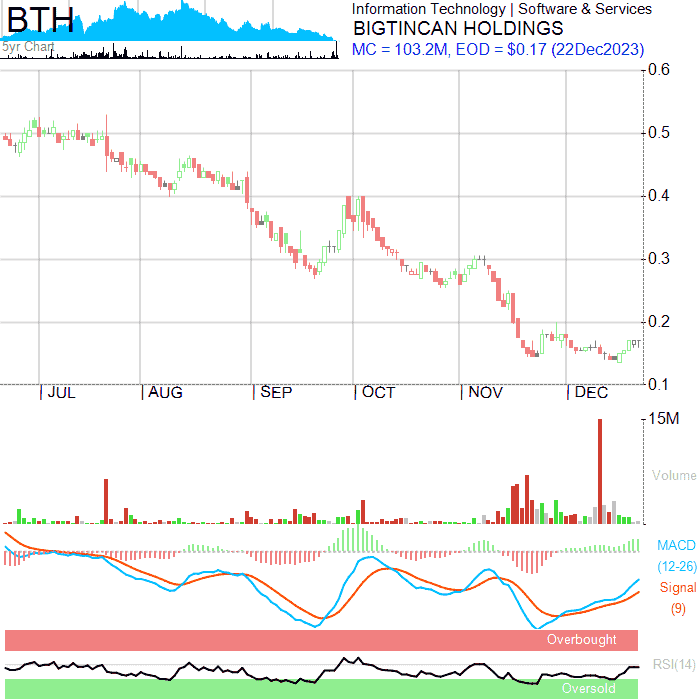 BTH
5yr Chart
Information Technology | Software & Services
BIGTINCAN HOLDINGS
MC = 103.2M, EOD = $0.17 (22Dec2023)
0.6
0.5
0.4
0.3
0.2
0.1
| JUL | AUG | SEP | OCT | NOV | DEC
15M
Volume
MACD
(12-26)
Signal
(9)
Overbought
RSI(14)
Oversold